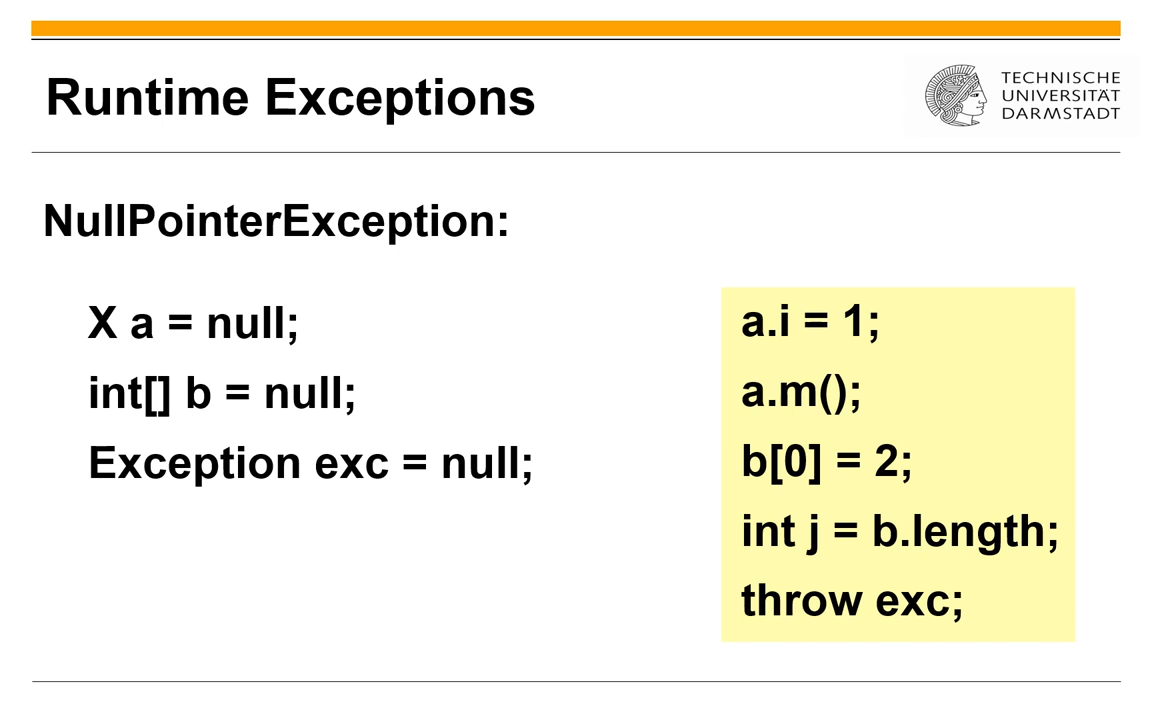 Runtime Exceptions
TECHNISCHE
UNIVERSITÄT
DARMSTADT
NullPointerException:
X a = null;
int[] b = null;
Exception exc = null;
a.i = 1;
a.m();
b[0] = 2;
int j = b.length;
throw exc;